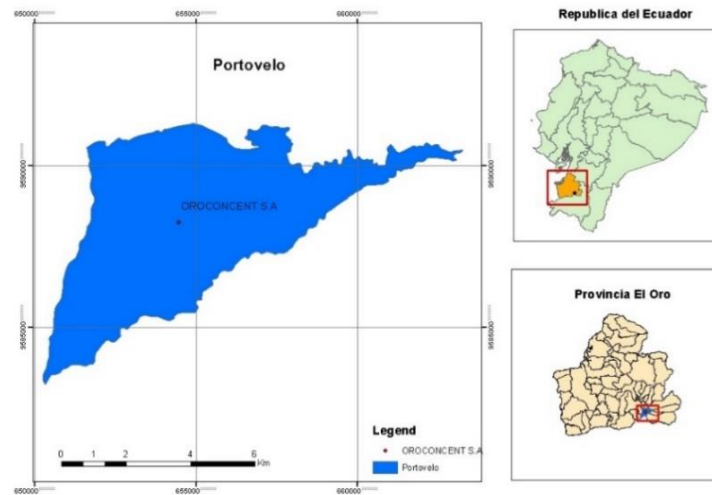 650000
655000
660000
Portovelo
9590000
9590000
OROCONCENT S.A
9585000
9585000
0 1 2 4 6
Km
Legend
OROCONCENT S.A
Portovelo
650000
655000
660000
Republica del Ecuador
Provincia El Oro